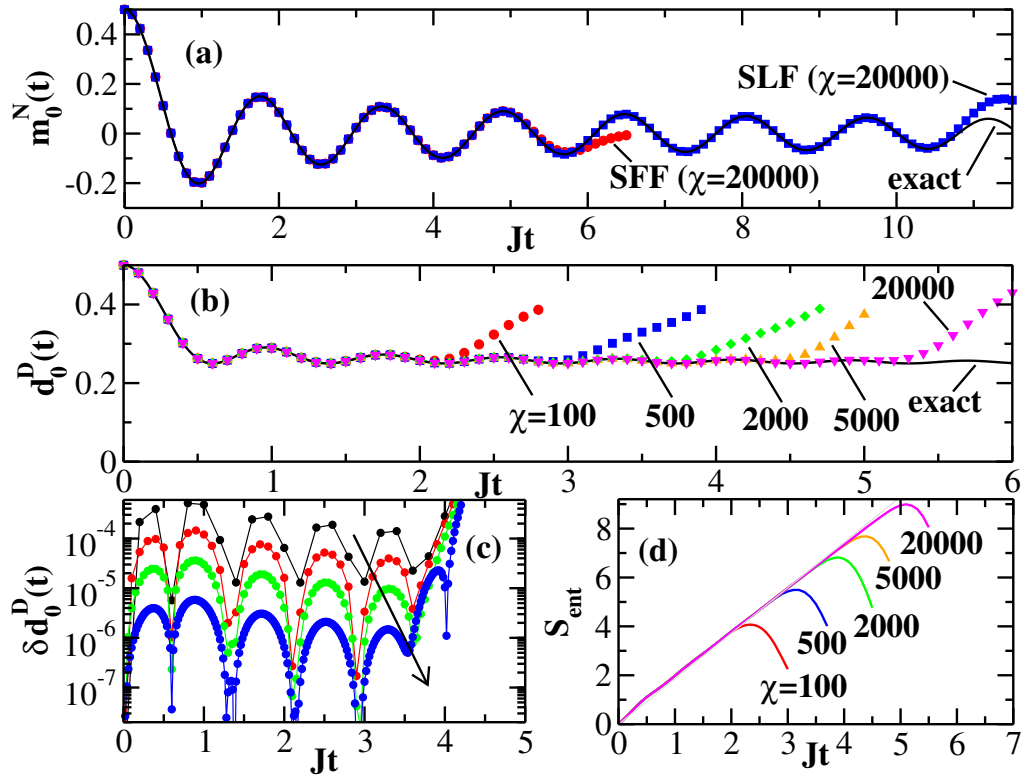 0.4
(a)
SLF (χ=20000)
0.2
0
-0.2
m₀ᴺ(t)
SFF (χ=20000)
exact
0 2 4 6 8 10
Jt
0.4
(b)
20000
0.2
0
d₀ᴰ(t)
χ=100
500
2000
5000
exact
0 1 2 3 4 5 6
Jt
10⁻⁴
(c)
10⁻⁵
10⁻⁶
10⁻⁷
δd₀ᴰ(t)
0 1 2 3 4 5
Jt
8
(d)
20000
6
5000
4
2000
500
2
χ=100
0
S_ent
0 1 2 3 4 5 6 7
Jt